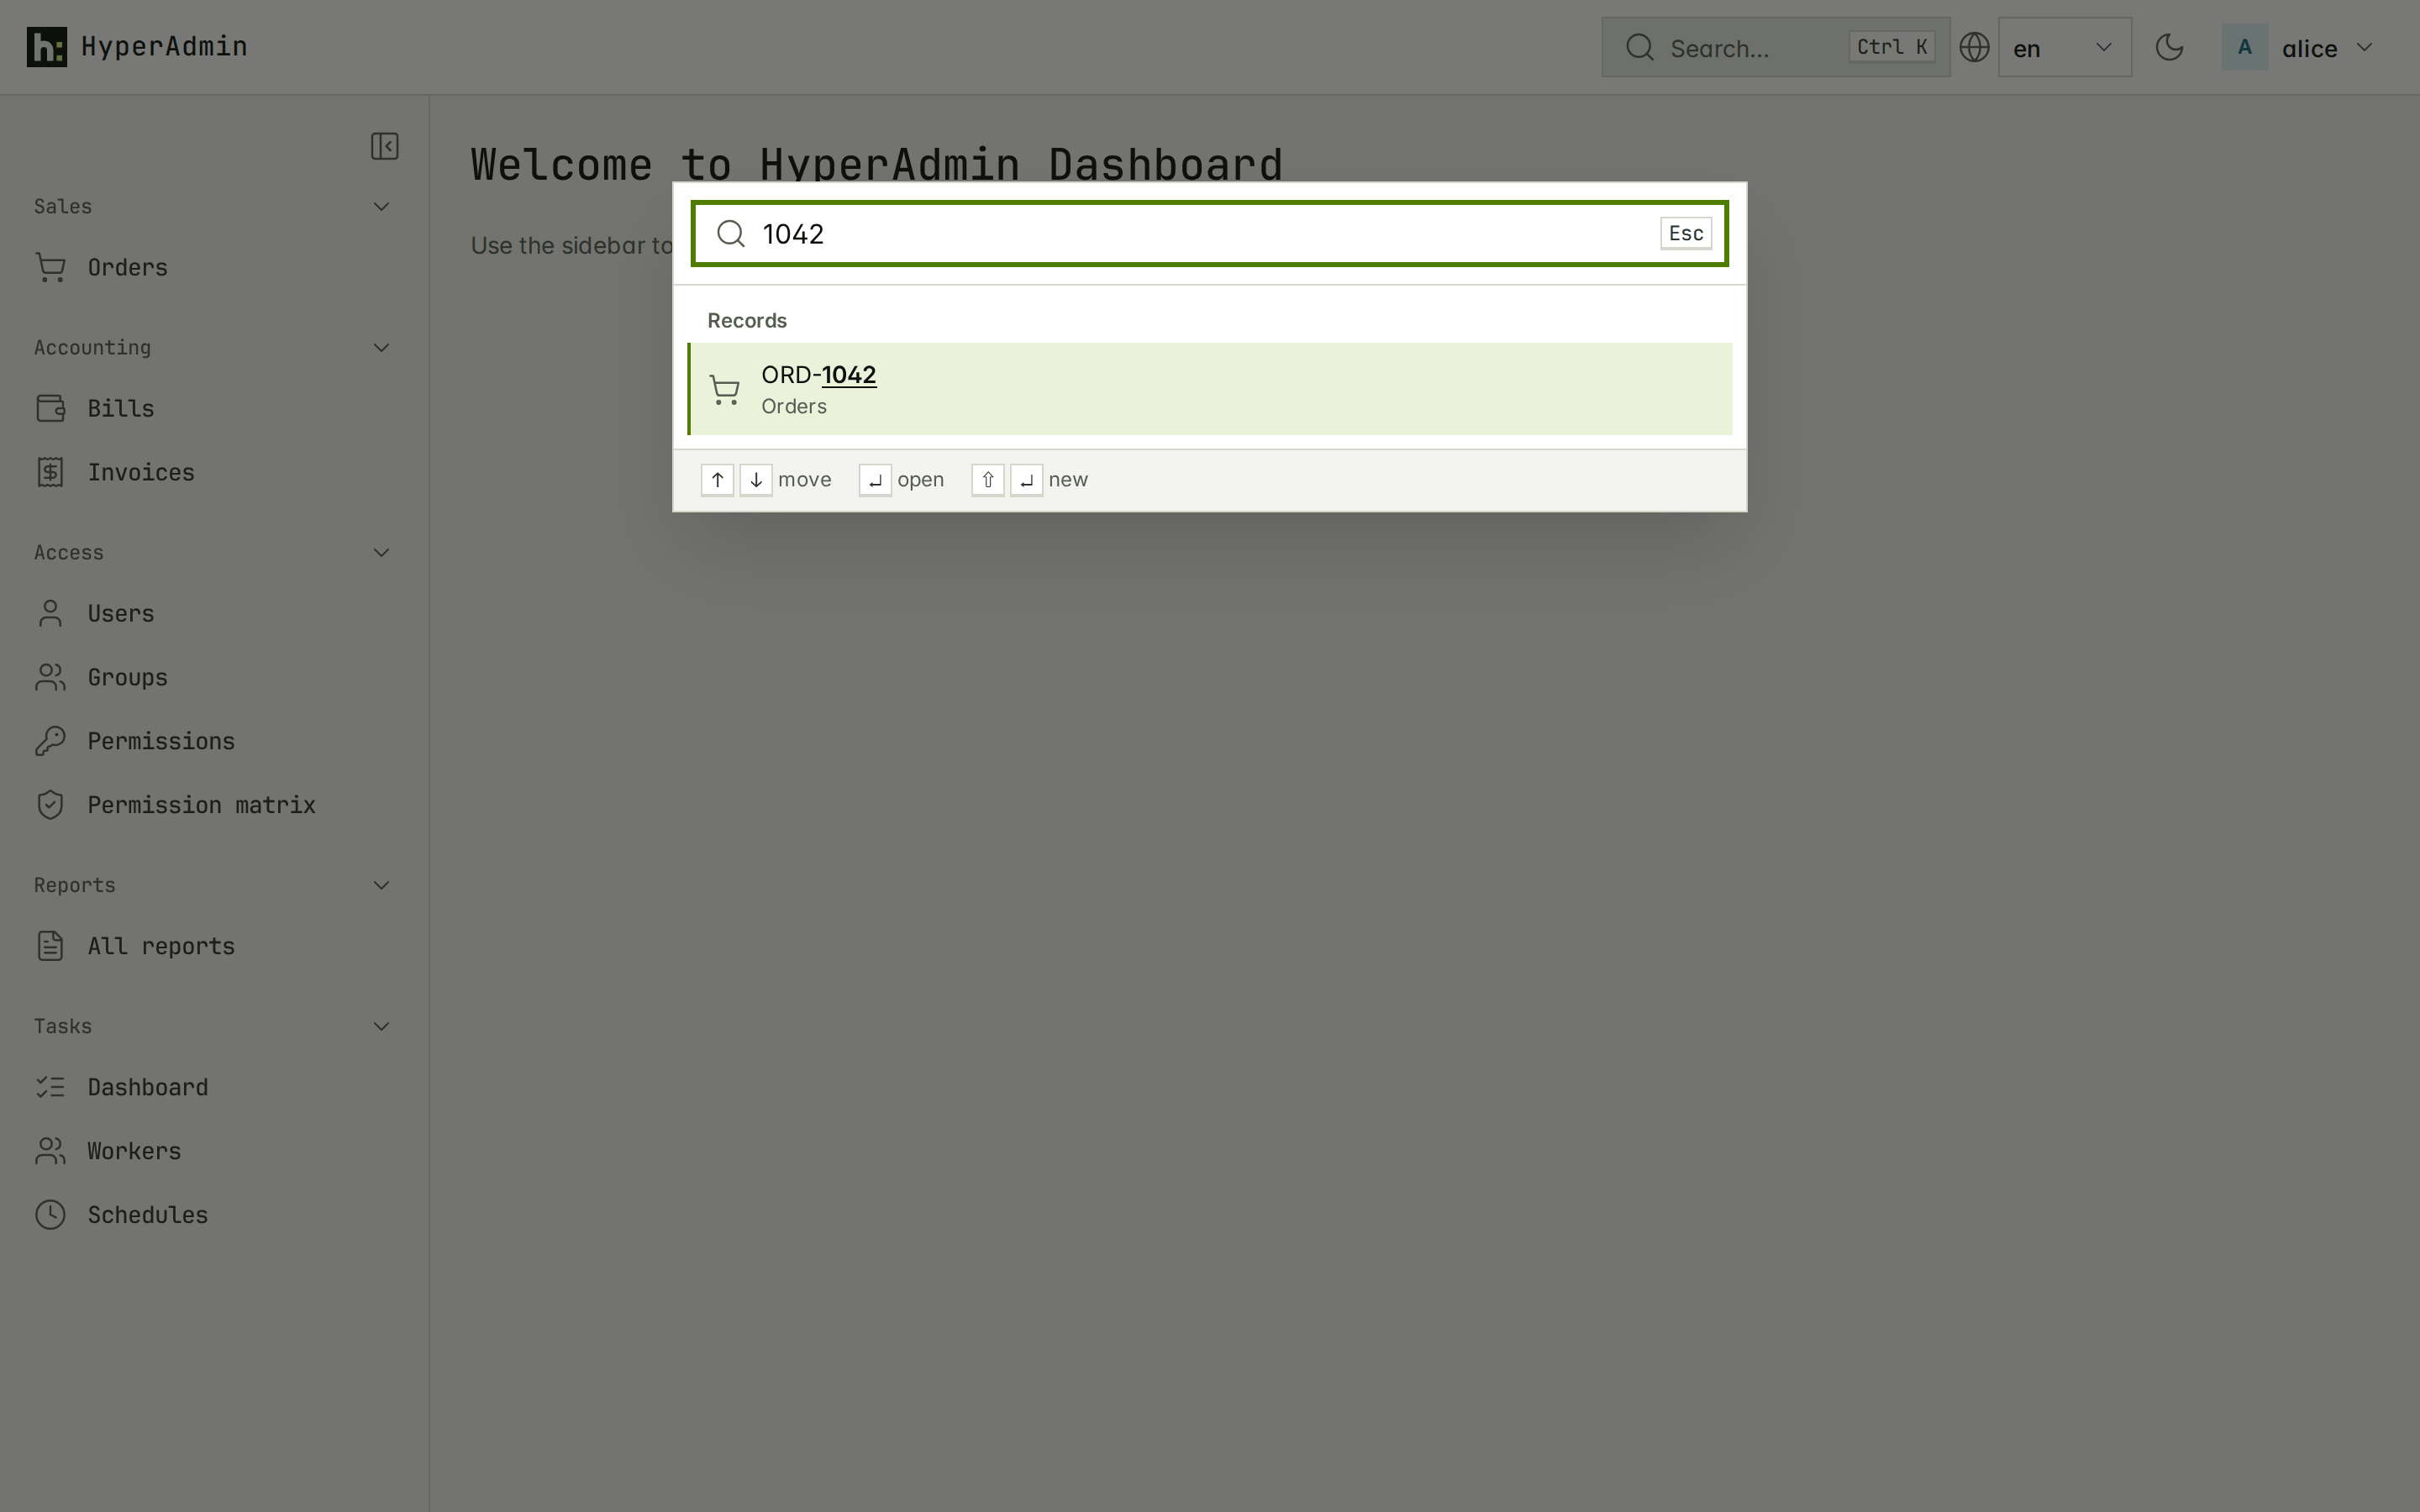 h: HyperAdmin
Search...
Ctrl K
en
A
alice
Sales
Orders
Accounting
Bills
Invoices
Access
Users
Groups
Permissions
Permission matrix
Reports
All reports
Tasks
Dashboard
Workers
Schedules
Welcome to HyperAdmin Dashboard
Use the sidebar to
1042
Esc
Records
ORD-1042
Orders
↑ ↓ move ↵ open ⇧ ↵ new